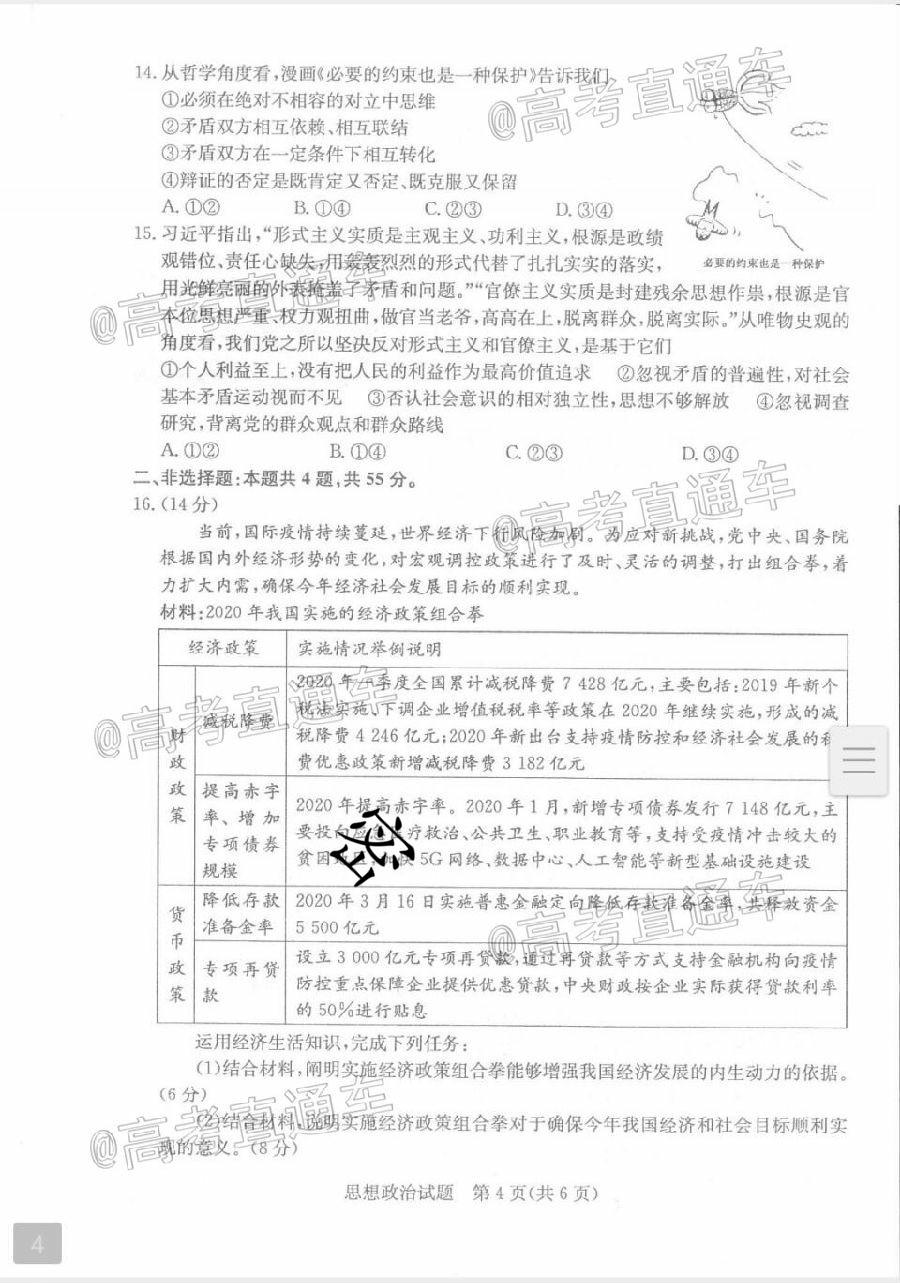 14. 从哲学角度看,漫画《必要的约束也是一种保护》告诉我们
①必须在绝对不相容的对立中思维
②矛盾双方相互依赖、相互联结
③矛盾双方在一定条件下相互转化
④辩证的否定是既肯定又否定、既克服又保留
A. ①② B. ①④ C. ②③ D. ③④
必要的约束也是一种保护
15. 习近平指出,“形式主义实质是主观主义、功利主义,根源是政绩
观错位、责任心缺失,用轰轰烈烈的形式代替了扎扎实实的落实,
用光鲜亮丽的外表掩盖了矛盾和问题。”“官僚主义实质是封建残余思想作祟,根源是官
本位思想严重、权力观扭曲,做官当老爷,高高在上,脱离群众,脱离实际。”从唯物史观的
角度看,我们党之所以坚决反对形式主义和官僚主义,是基于它们
①个人利益至上,没有把人民的利益作为最高价值追求 ②忽视矛盾的普遍性,对社会
基本矛盾运动视而不见 ③否认社会意识的相对独立性,思想不够解放 ④忽视调查
研究,背离党的群众观点和群众路线
A. ①② B. ①④ C. ②③ D. ③④
二、非选择题:本题共 4 题,共 55 分。
16. (14 分)
当前,国际疫情持续蔓延,世界经济下行风险加剧。为应对新挑战,党中央、国务院
根据国内外经济形势的变化,对宏观调控政策进行了及时、灵活的调整,打出组合拳,着
力扩大内需,确保今年经济社会发展目标的顺利实现。
材料:2020 年我国实施的经济政策组合拳
经济政策 实施情况举例说明
财政政策
减税降费
2020 年一季度全国累计减税降费 7 428 亿元,主要包括:2019 年新个
税法实施、下调企业增值税税率等政策在 2020 年继续实施,形成的减
税降费 4 246 亿元;2020 年新出台支持疫情防控和经济社会发展的税
费优惠政策新增减税降费 3 182 亿元
提高赤字
率、增加
专项债券
规模
2020 年提高赤字率。2020 年 1 月,新增专项债券发行 7 148 亿元,主
要投向应急医疗救治、公共卫生、职业教育等,支持受疫情冲击较大的
贫困地区,加快 5G 网络、数据中心、人工智能等新型基础设施建设
货币政策
降低存款
准备金率
2020 年 3 月 16 日实施普惠金融定向降低存款准备金率,共释放资金
5 500 亿元
专项再贷
款
设立 3 000 亿元专项再贷款,通过再贷款等方式支持金融机构向疫情
防控重点保障企业提供优惠贷款,中央财政按企业实际获得贷款利率
的 50%进行贴息
运用经济生活知识,完成下列任务:
(1)结合材料,阐明实施经济政策组合拳能够增强我国经济发展的内生动力的依据。
(6 分)
(2)结合材料,说明实施经济政策组合拳对于确保今年我国经济和社会目标顺利实
现的意义。(8 分)
思想政治试题 第 4 页(共 6 页)
4
@高考直通车
@高考直通车
@高考直通车
@高考直通车
@高考直通车
@高考直通车
密